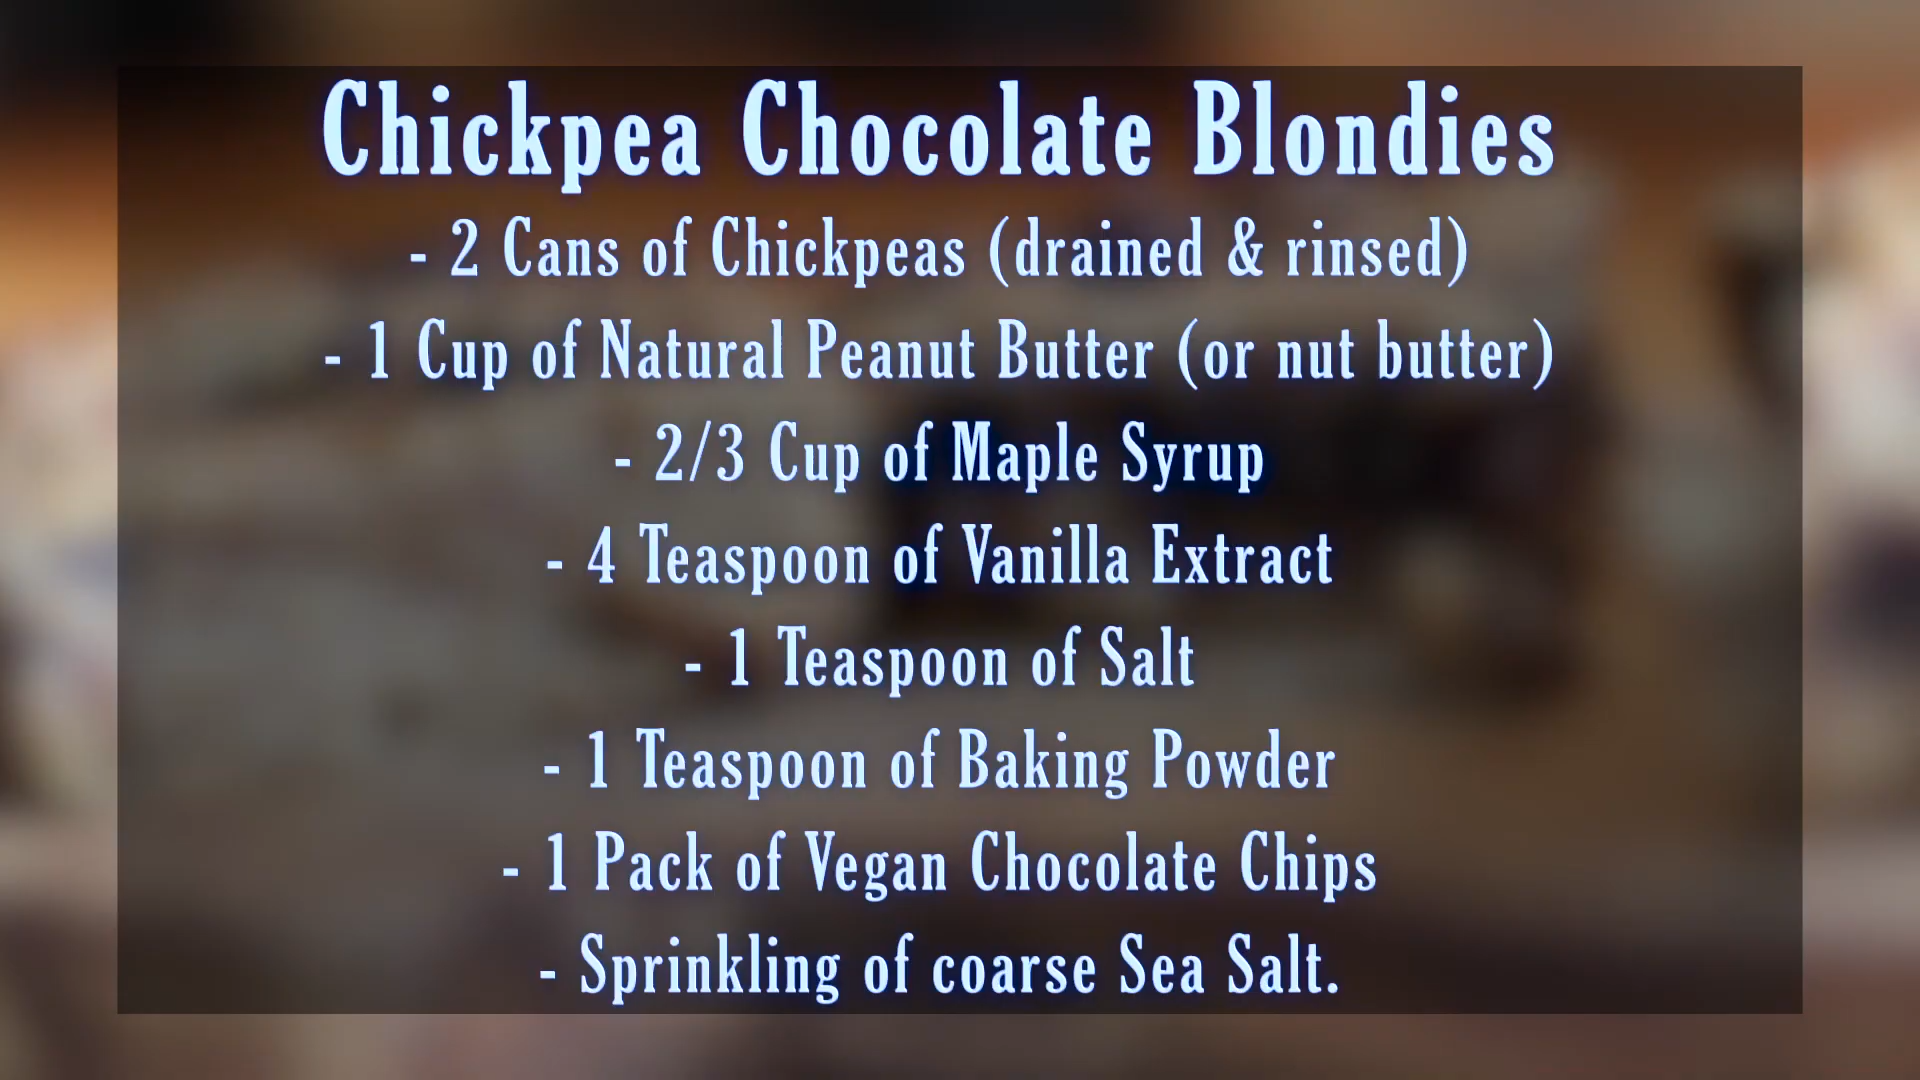 Chickpea Chocolate Blondies
- 2 Cans of Chickpeas (drained & rinsed)
- 1 Cup of Natural Peanut Butter (or nut butter)
- 2/3 Cup of Maple Syrup
- 4 Teaspoon of Vanilla Extract
- 1 Teaspoon of Salt
- 1 Teaspoon of Baking Powder
- 1 Pack of Vegan Chocolate Chips
- Sprinkling of coarse Sea Salt.